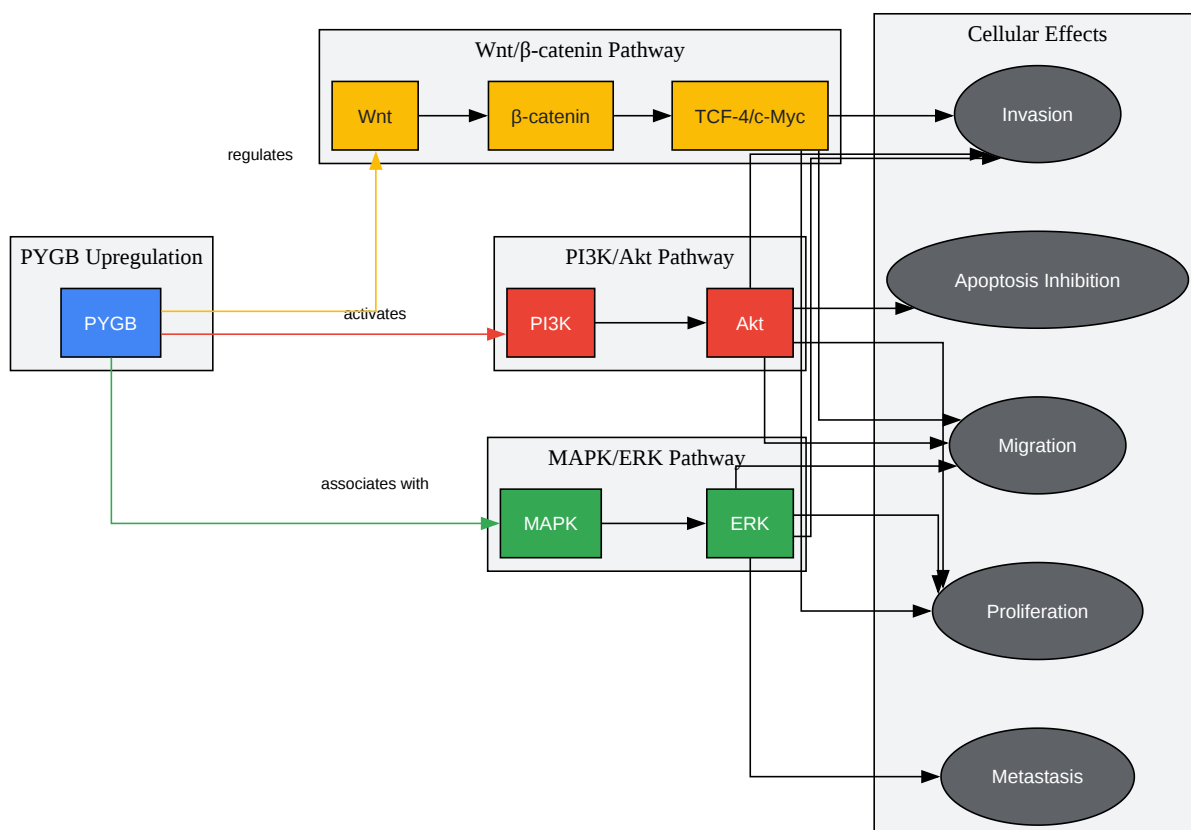 Cellular Effects
Wnt/β-catenin Pathway
Wnt
β-catenin
TCF-4/c-Myc
Invasion
regulates
PYGB Upregulation
PI3K/Akt Pathway
PYGB
activates
PI3K
Akt
Apoptosis Inhibition
Migration
MAPK/ERK Pathway
associates with
MAPK
ERK
Proliferation
Metastasis